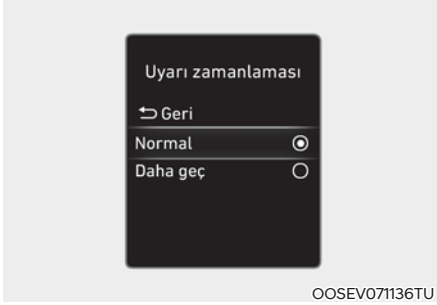 Uyarı zamanlaması
Geri
Normal
Daha geç
OOSEV071136TU